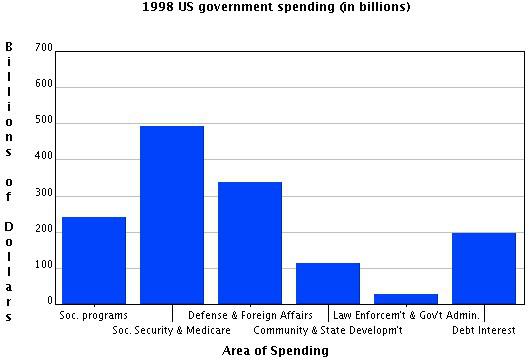 1998 US government spending (in billions)
Billions of Dollars
700
600
500
400
300
200
100
0
Soc. programs
Soc. Security & Medicare
Defense & Foreign Affairs
Community & State Developm't
Law Enforcem't & Gov't Admin.
Debt Interest
Area of Spending